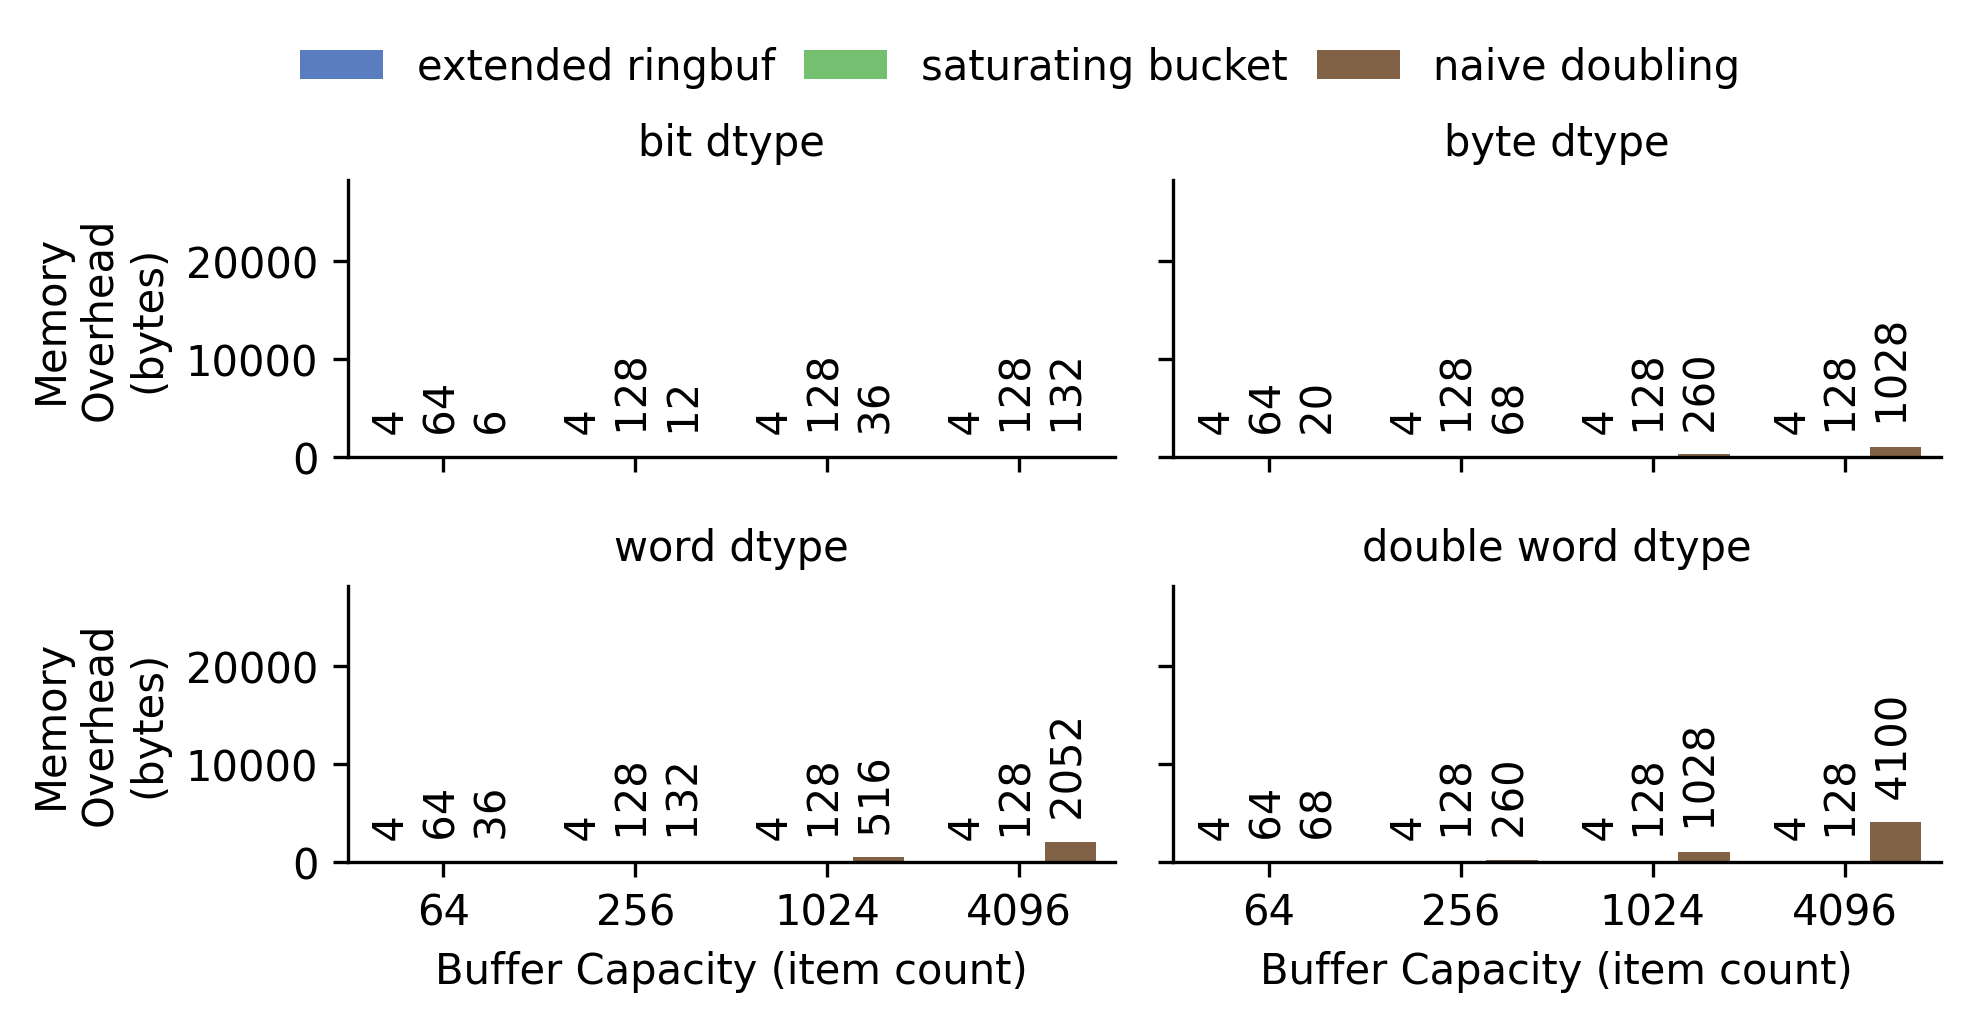 extended ringbuf saturating bucket naive doubling
bit dtype
byte dtype
Memory
Overhead
(bytes)
20000
10000
0
4 64 6 4 128 12 4 128 36 4 128 132
4 64 20 4 128 68 4 128 260 4 128 1028
word dtype
double word dtype
Memory
Overhead
(bytes)
20000
10000
0
4 64 36 4 128 132 4 128 516 4 128 2052
4 64 68 4 128 260 4 128 1028 4 128 4100
64 256 1024 4096
64 256 1024 4096
Buffer Capacity (item count)
Buffer Capacity (item count)